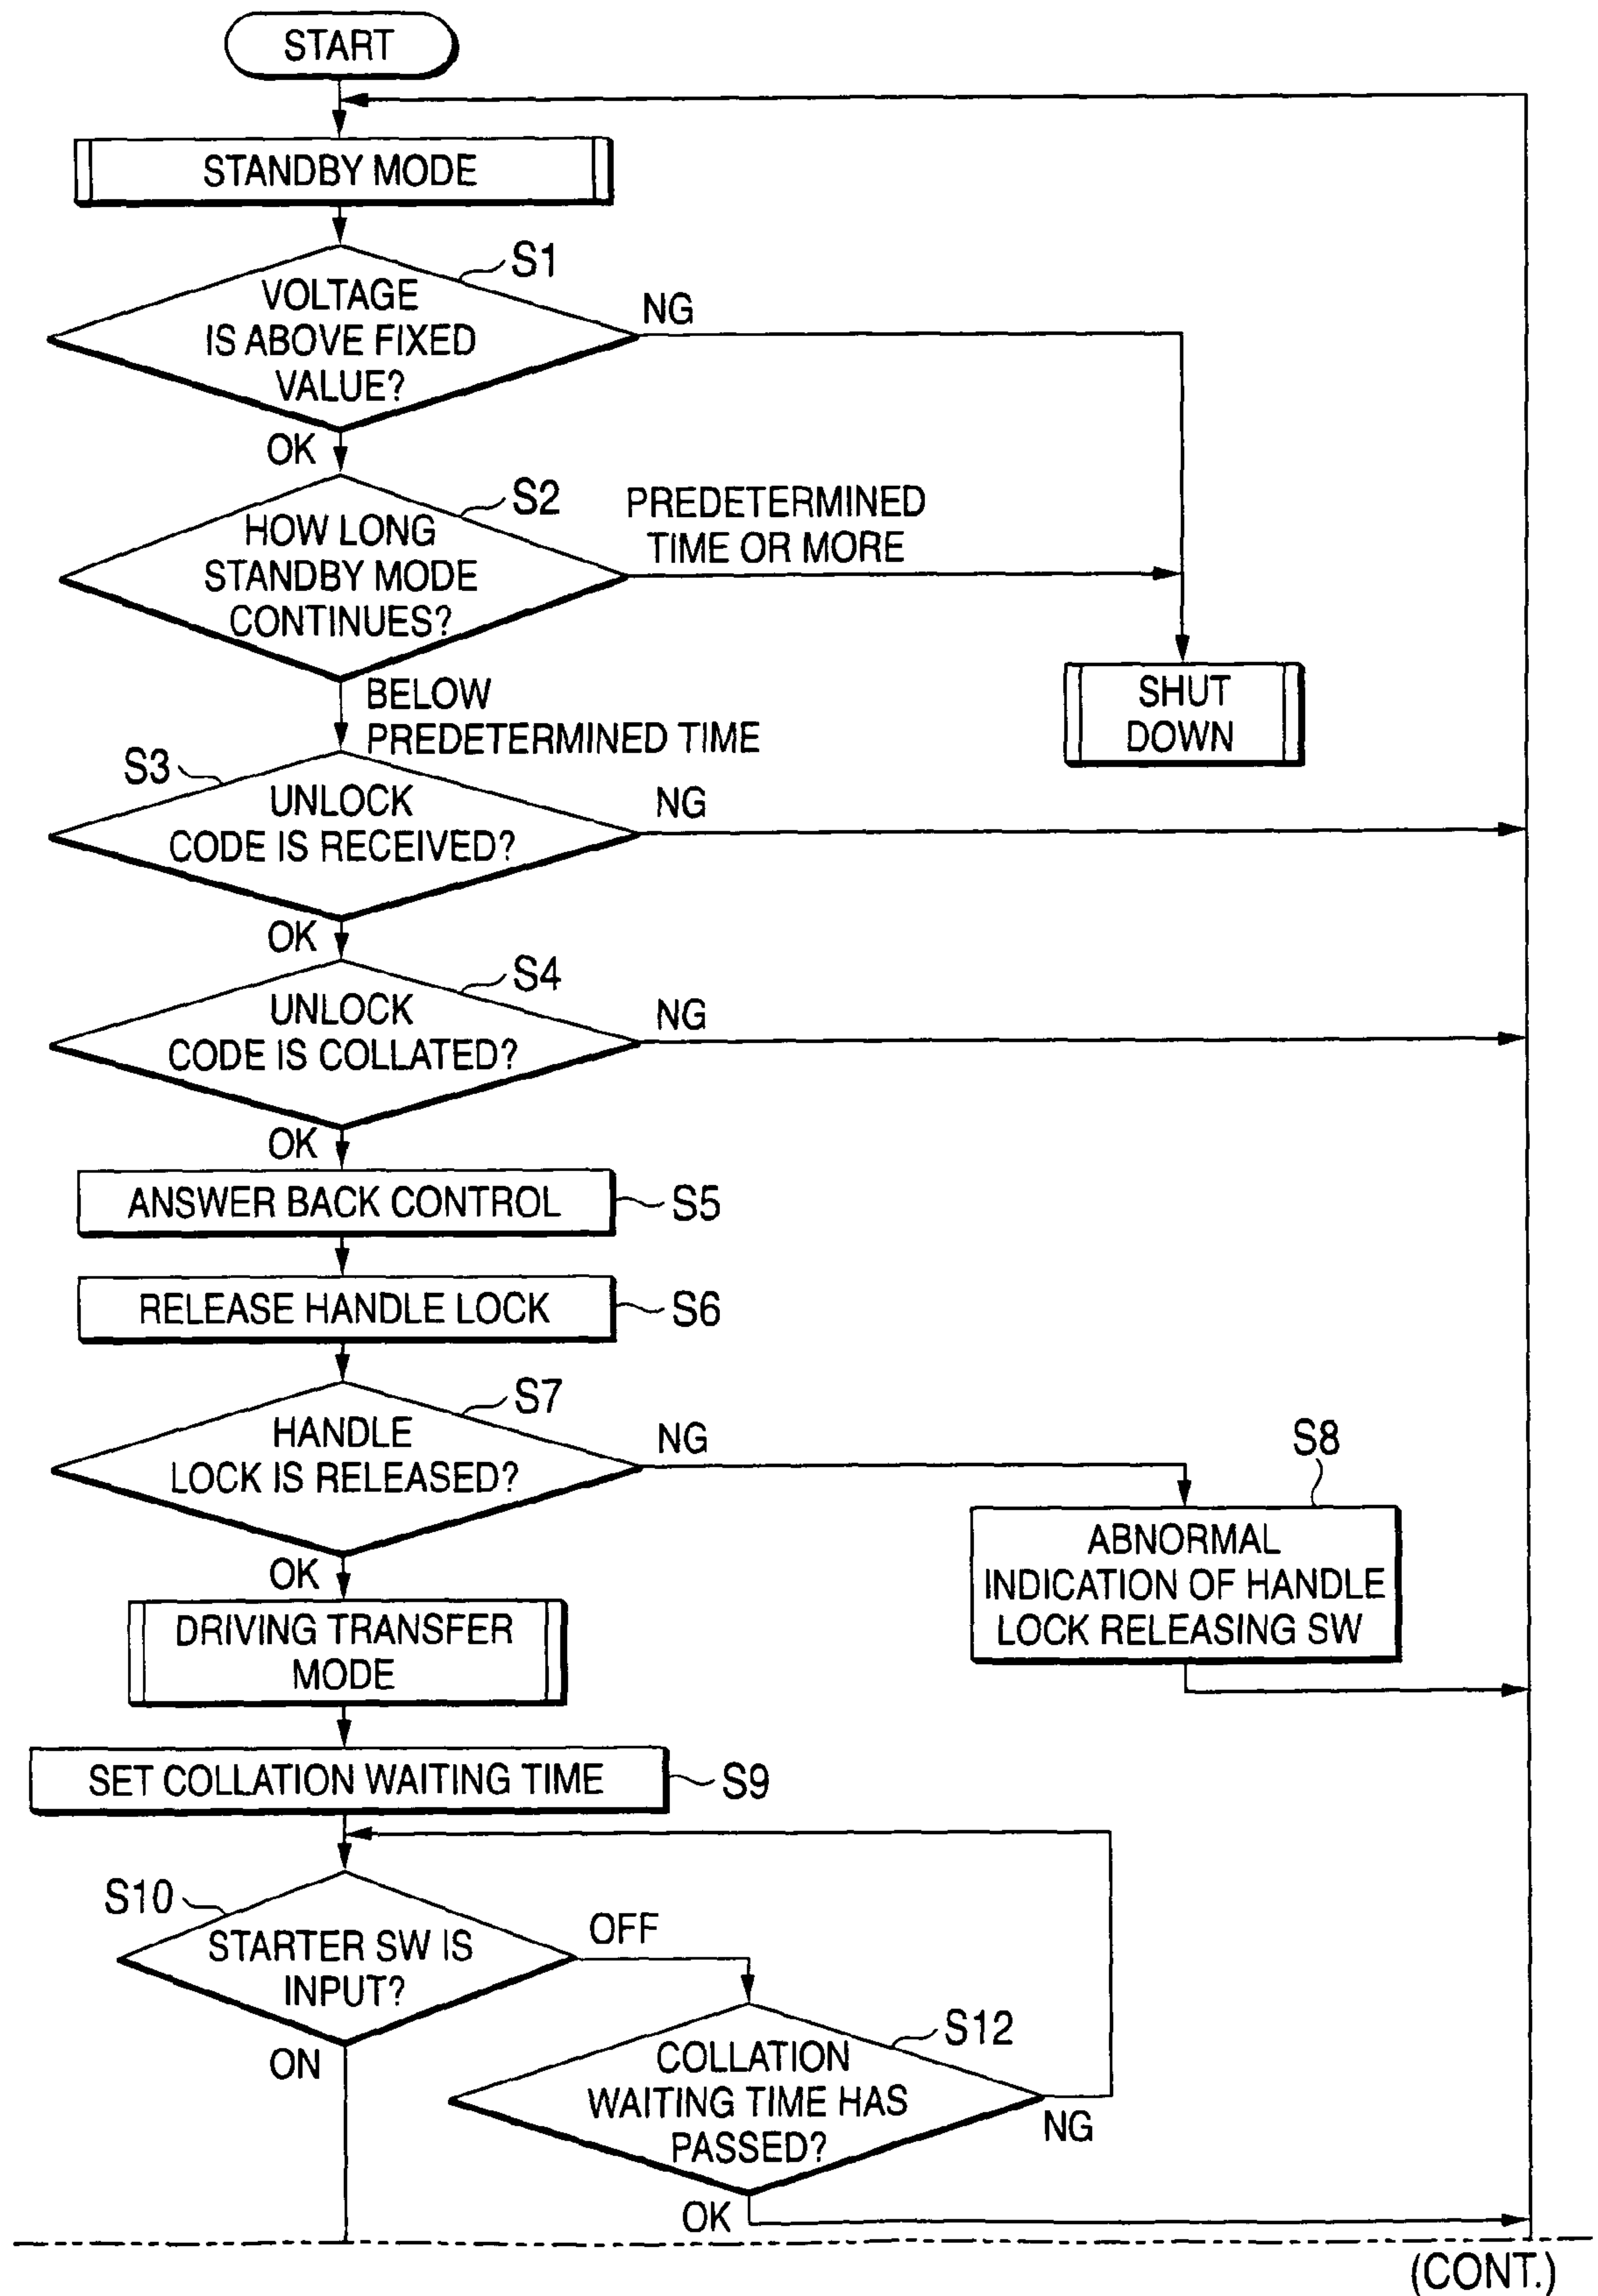 START
STANDBY MODE
S1
VOLTAGE
IS ABOVE FIXED
VALUE?
NG
OK
S2
HOW LONG
STANDBY MODE
CONTINUES?
PREDETERMINED
TIME OR MORE
BELOW
PREDETERMINED TIME
SHUT
DOWN
S3
UNLOCK
CODE IS RECEIVED?
NG
OK
S4
UNLOCK
CODE IS COLLATED?
NG
OK
ANSWER BACK CONTROL
S5
RELEASE HANDLE LOCK
S6
S7
HANDLE
LOCK IS RELEASED?
NG
OK
S8
ABNORMAL
INDICATION OF HANDLE
LOCK RELEASING SW
DRIVING TRANSFER
MODE
SET COLLATION WAITING TIME
S9
S10
STARTER SW IS
INPUT?
OFF
ON
S12
COLLATION
WAITING TIME HAS
PASSED?
NG
OK
(CONT.)